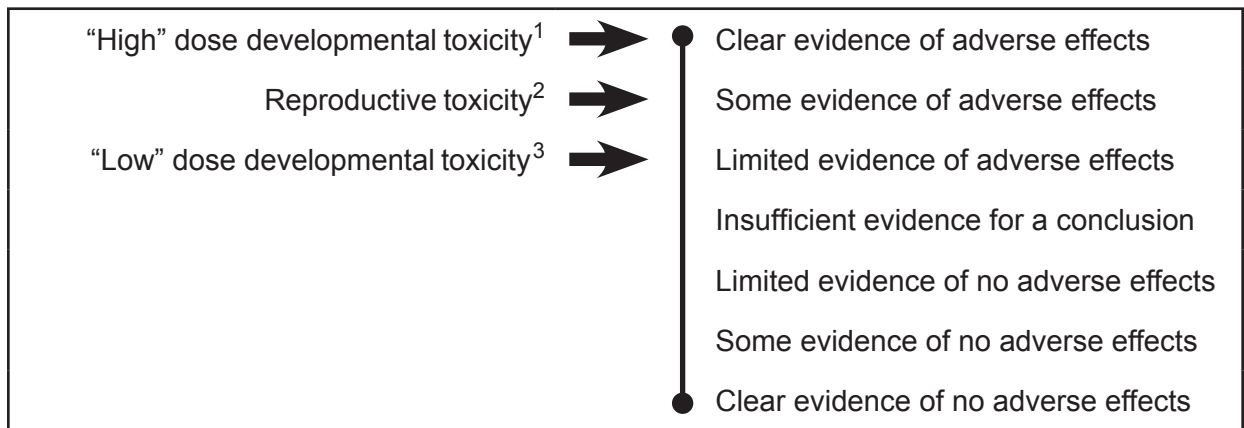 “High” dose developmental toxicity1 Clear evidence of adverse effects
Reproductive toxicity2 Some evidence of adverse effects
“Low” dose developmental toxicity3 Limited evidence of adverse effects
Insufficient evidence for a conclusion
Limited evidence of no adverse effects
Some evidence of no adverse effects
Clear evidence of no adverse effects